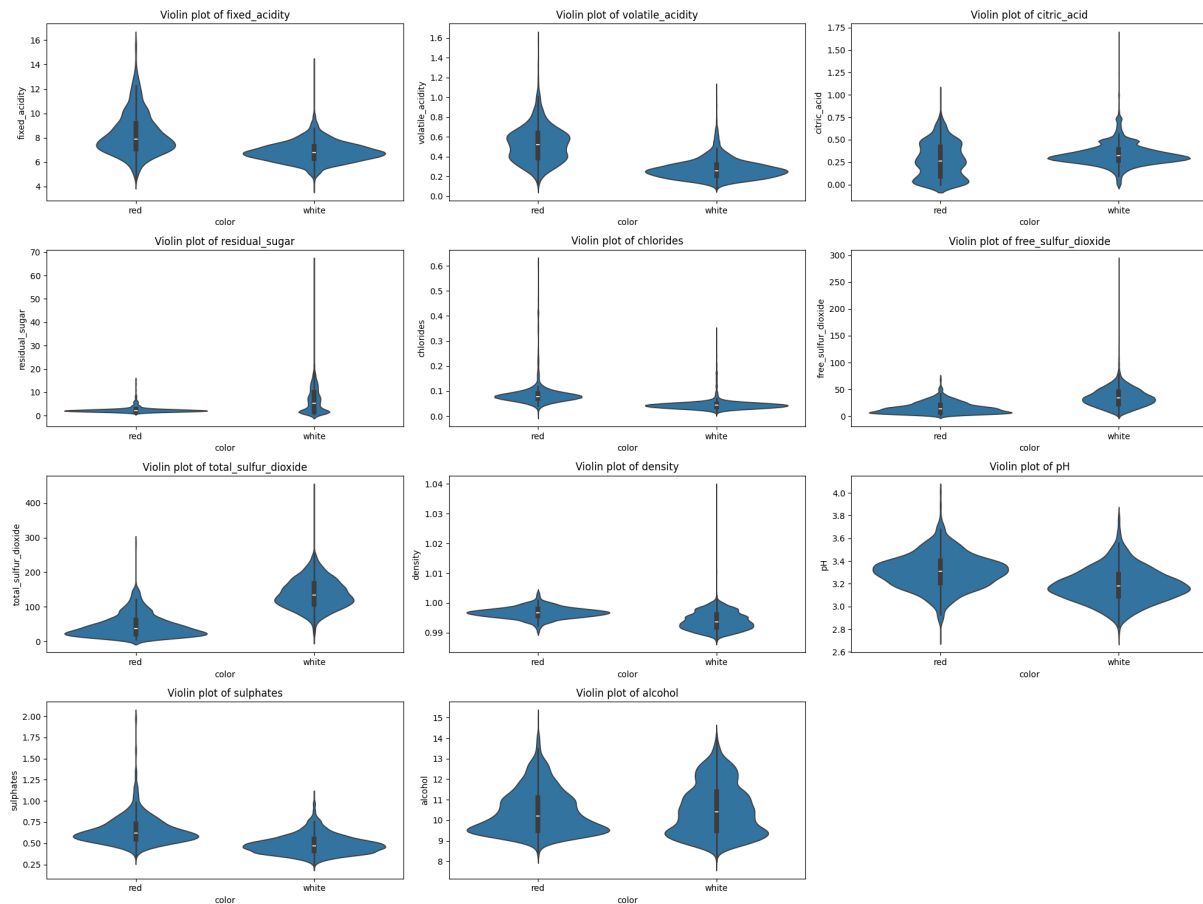 Violin plot of fixed_acidity
16
14
12
10
8
6
4
fixed_acidity
red
white
color
Violin plot of volatile_acidity
1.6
1.4
1.2
1.0
0.8
0.6
0.4
0.2
0.0
volatile_acidity
red
white
color
Violin plot of citric_acid
1.75
1.50
1.25
1.00
0.75
0.50
0.25
0.00
citric_acid
red
white
color
Violin plot of residual_sugar
70
60
50
40
30
20
10
0
residual_sugar
red
white
color
Violin plot of chlorides
0.6
0.5
0.4
0.3
0.2
0.1
0.0
chlorides
red
white
color
Violin plot of free_sulfur_dioxide
300
250
200
150
100
50
0
free_sulfur_dioxide
red
white
color
Violin plot of total_sulfur_dioxide
400
300
200
100
0
total_sulfur_dioxide
red
white
color
Violin plot of density
1.04
1.03
1.02
1.01
1.00
0.99
density
red
white
color
Violin plot of pH
4.0
3.8
3.6
3.4
3.2
3.0
2.8
2.6
pH
red
white
color
Violin plot of sulphates
2.00
1.75
1.50
1.25
1.00
0.75
0.50
0.25
sulphates
red
white
color
Violin plot of alcohol
15
14
13
12
11
10
9
8
alcohol
red
white
color